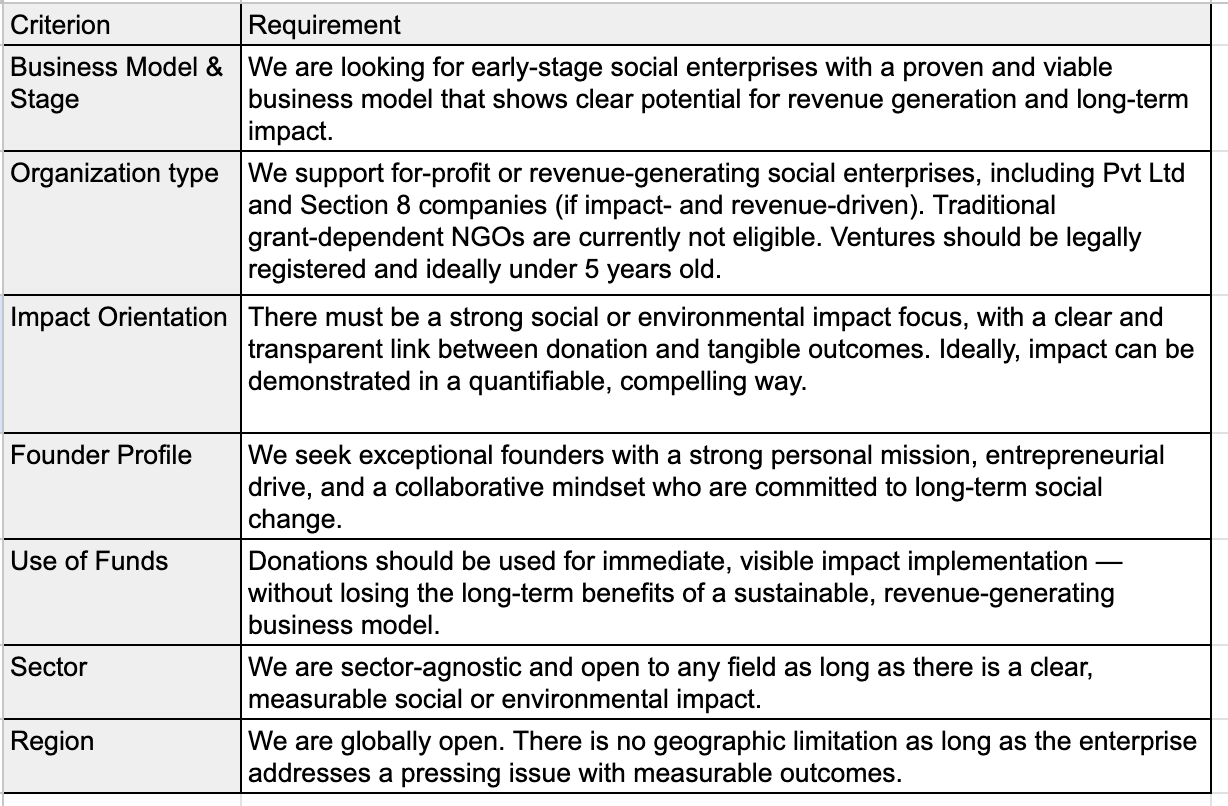 Criterion
Requirement
Business Model &
Stage
We are looking for early-stage social enterprises with a proven and viable
business model that shows clear potential for revenue generation and long-term
impact.
Organization type
We support for-profit or revenue-generating social enterprises, including Pvt Ltd
and Section 8 companies (if impact- and revenue-driven). Traditional
grant-dependent NGOs are currently not eligible. Ventures should be legally
registered and ideally under 5 years old.
Impact Orientation
There must be a strong social or environmental impact focus, with a clear and
transparent link between donation and tangible outcomes. Ideally, impact can be
demonstrated in a quantifiable, compelling way.
Founder Profile
We seek exceptional founders with a strong personal mission, entrepreneurial
drive, and a collaborative mindset who are committed to long-term social
change.
Use of Funds
Donations should be used for immediate, visible impact implementation —
without losing the long-term benefits of a sustainable, revenue-generating
business model.
Sector
We are sector-agnostic and open to any field as long as there is a clear,
measurable social or environmental impact.
Region
We are globally open. There is no geographic limitation as long as the enterprise
addresses a pressing issue with measurable outcomes.